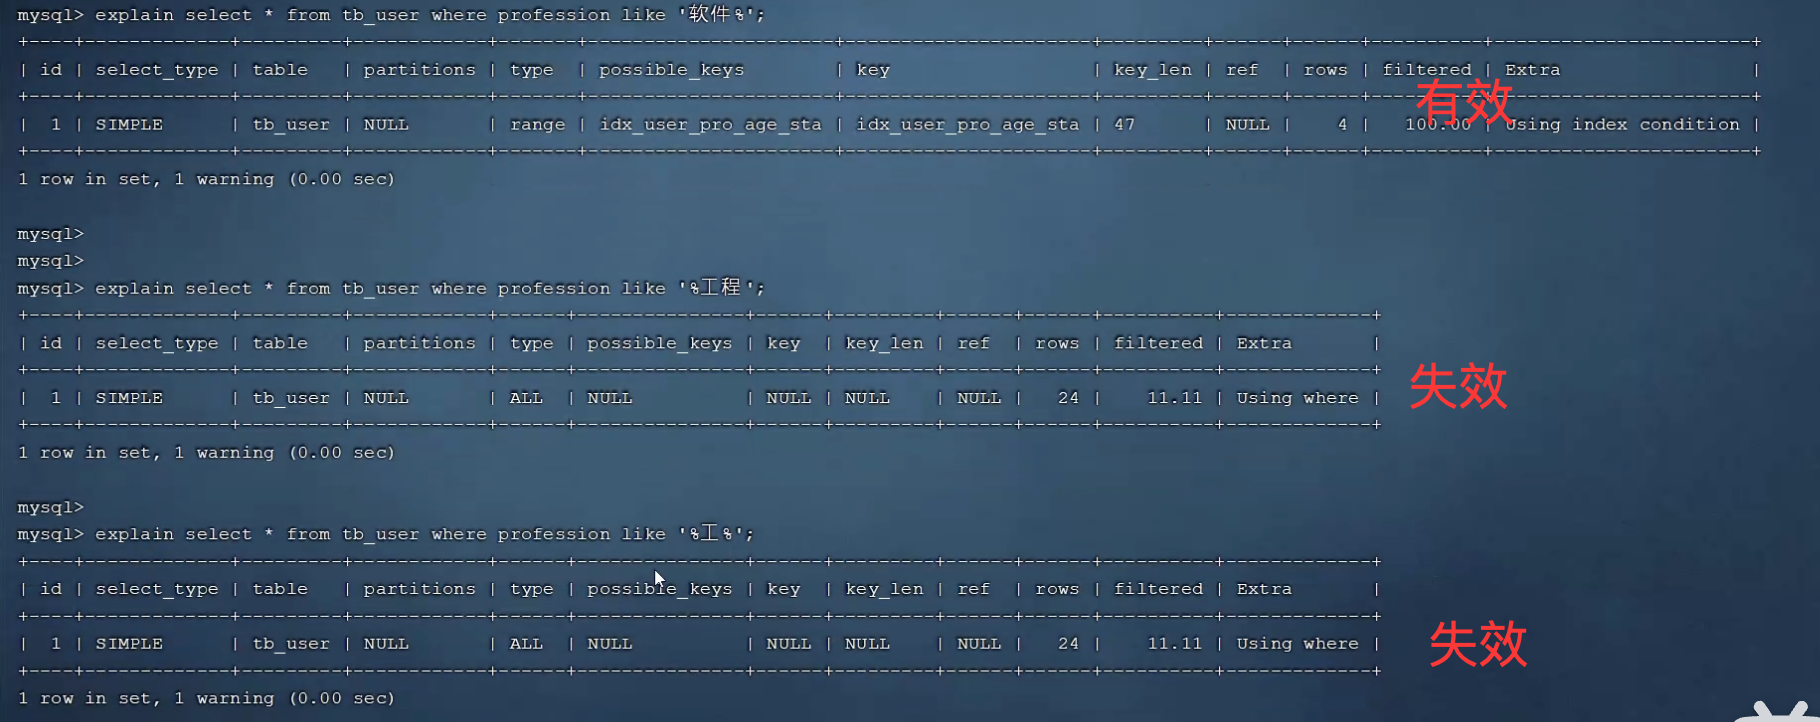 mysql> explain select * from tb_user where profession like '软件%';
+----+-------------+---------+------------+-------+----------------------+----------------------+---------+------+------+----------+-----------------------+
| id | select_type | table | partitions | type | possible_keys | key | key_len | ref | rows | filtered | Extra |
+----+-------------+---------+------------+-------+----------------------+----------------------+---------+------+------+----------+-----------------------+
有效
| 1 | SIMPLE | tb_user | NULL | range | idx_user_pro_age_sta | idx_user_pro_age_sta | 47 | NULL | 4 | 100.00 | Using index condition |
+----+-------------+---------+------------+-------+----------------------+----------------------+---------+------+------+----------+-----------------------+
1 row in set, 1 warning (0.00 sec)
mysql>
mysql>
mysql> explain select * from tb_user where profession like '%工程';
+----+-------------+---------+------------+------+---------------+------+---------+------+------+----------+-------------+
| id | select_type | table | partitions | type | possible_keys | key | key_len | ref | rows | filtered | Extra |
+----+-------------+---------+------------+------+---------------+------+---------+------+------+----------+-------------+
| 1 | SIMPLE | tb_user | NULL | ALL | NULL | NULL | NULL | NULL | 24 | 11.11 | Using where |
失效
+----+-------------+---------+------------+------+---------------+------+---------+------+------+----------+-------------+
1 row in set, 1 warning (0.00 sec)
mysql>
mysql> explain select * from tb_user where profession like '%工%';
+----+-------------+---------+------------+------+---------------+------+---------+------+------+----------+-------------+
| id | select_type | table | partitions | type | possible_keys | key | key_len | ref | rows | filtered | Extra |
+----+-------------+---------+------------+------+---------------+------+---------+------+------+----------+-------------+
| 1 | SIMPLE | tb_user | NULL | ALL | NULL | NULL | NULL | NULL | 24 | 11.11 | Using where |
失效
+----+-------------+---------+------------+------+---------------+------+---------+------+------+----------+-------------+
1 row in set, 1 warning (0.00 sec)